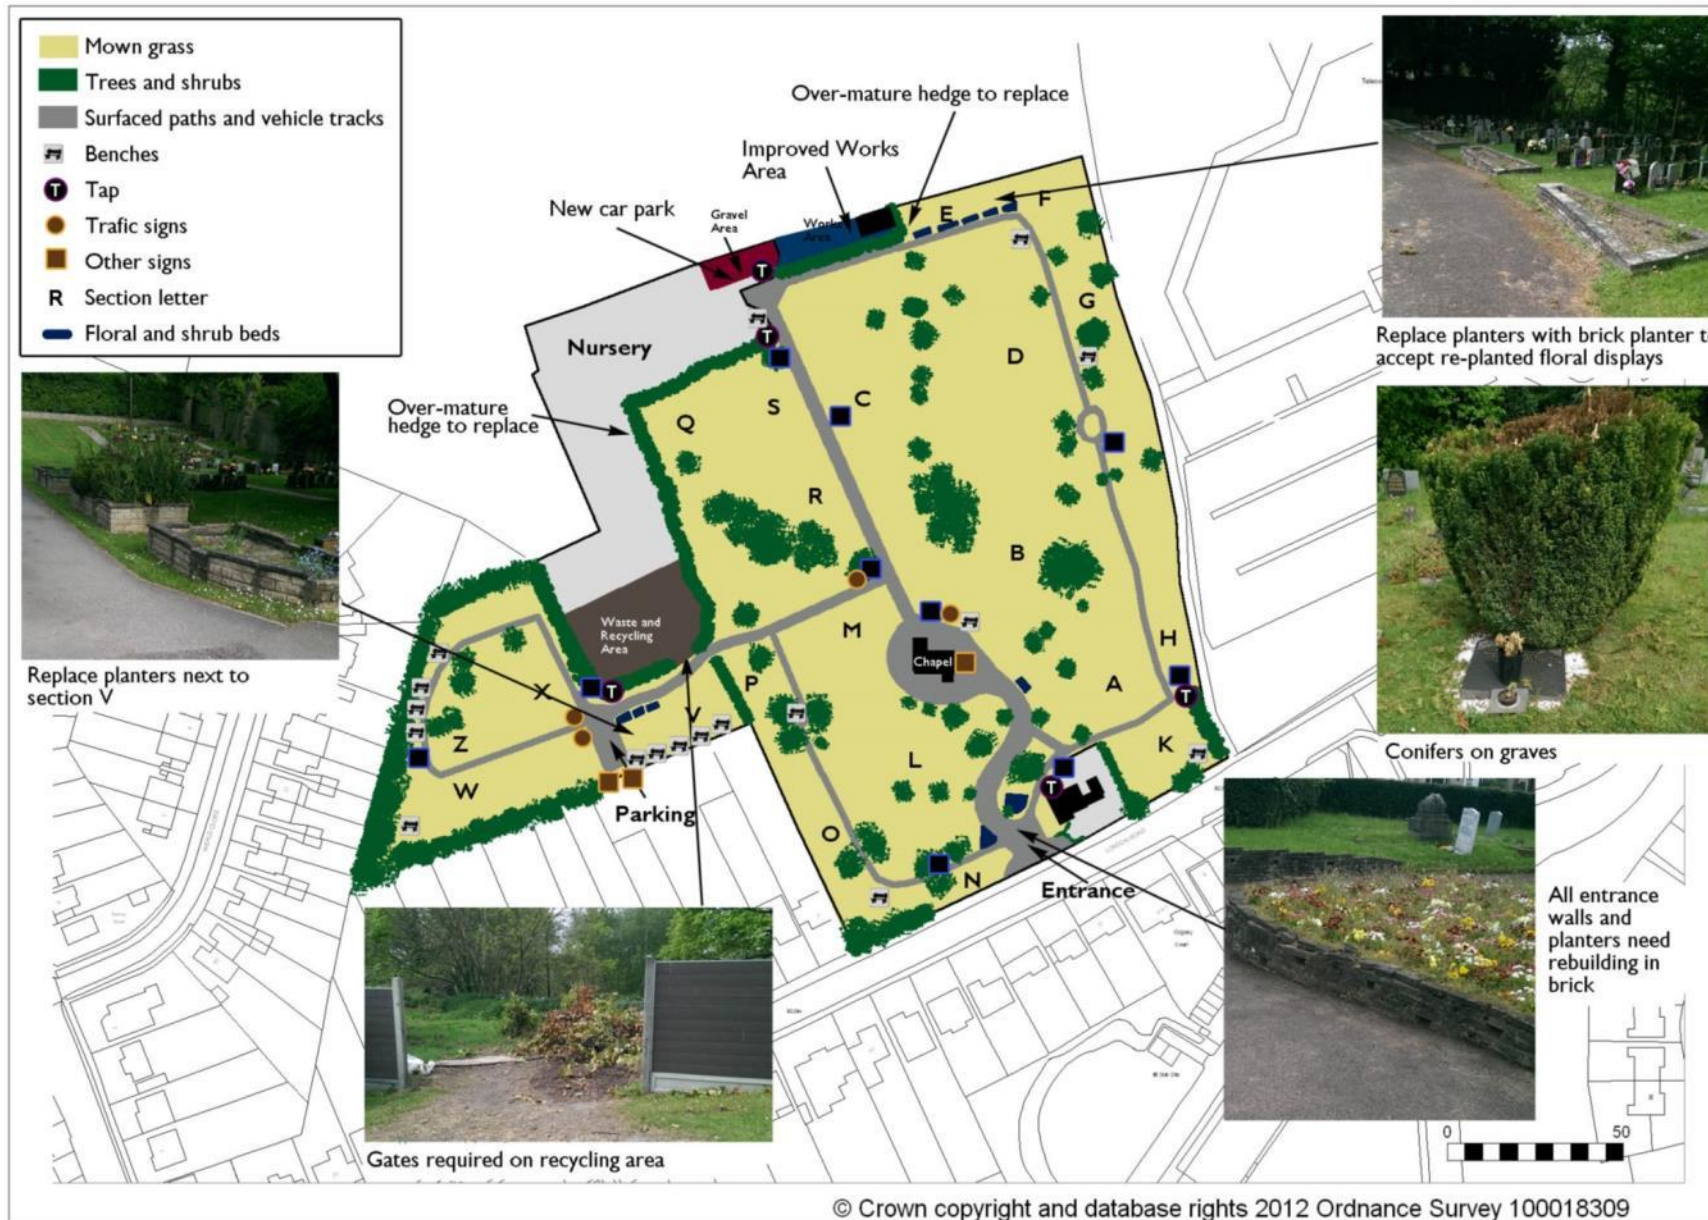 Mown grass
Trees and shrubs
Surfaced paths and vehicle tracks
Benches
T Tap
Trafic signs
Other signs
R Section letter
Floral and shrub beds
Over-mature hedge to replace
Improved Works
Area
New car park
Gravel
Area
Works
Area
E
F
T
G
Nursery
T
D
Replace planters with brick planter
accept re-planted floral displays
Over-mature
hedge to replace
S
C
Q
R
B
Waste and
Recycling
Area
M
H
Chapel
Replace planters next to
section V
X
T
P
A
T
V
Z
L
K
Conifers on graves
W
T
Parking
O
LONDON ROAD
N
Entrance
All entrance
walls and
planters need
rebuilding in
brick
Gates required on recycling area
0 50
© Crown copyright and database rights 2012 Ordnance Survey 100018309